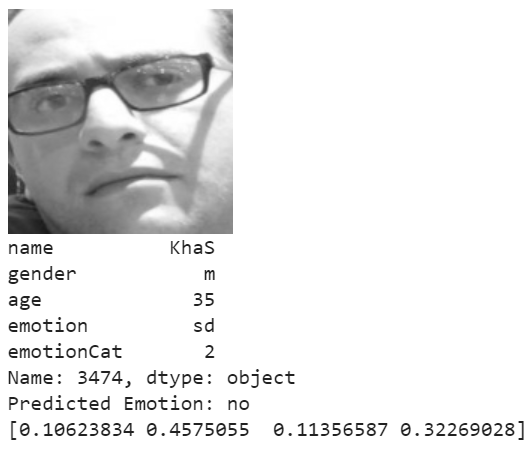 name KhaS
gender m
age 35
emotion sd
emotionCat 2
Name: 3474, dtype: object
Predicted Emotion: no
[0.10623834 0.4575055 0.11356587 0.32269028]